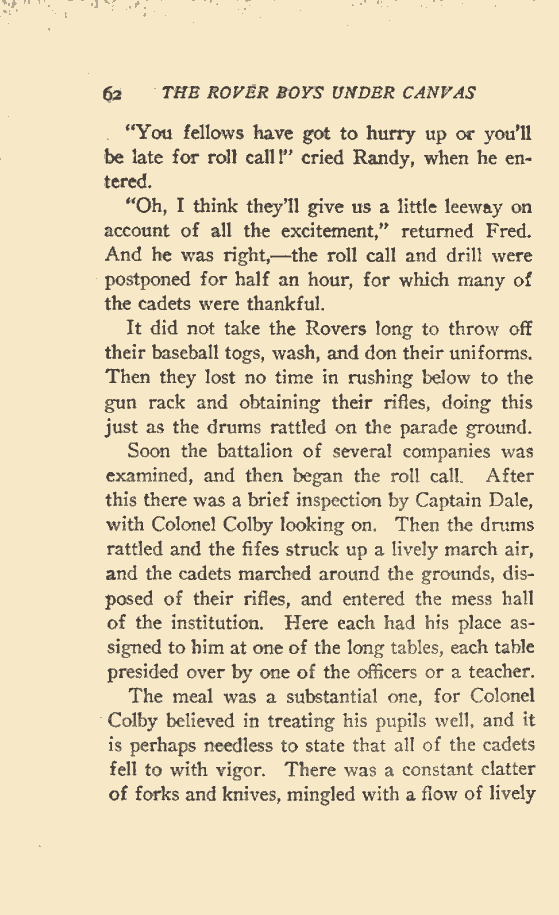 62 THE ROVER BOYS UNDER CANVAS
“You fellows have got to hurry up or you’ll
be late for roll call!” cried Randy, when he en-
tered.
“Oh, I think they’ll give us a little leeway on
account of all the excitement,” returned Fred.
And he was right,—the roll call and drill were
postponed for half an hour, for which many of
the cadets were thankful.
It did not take the Rovers long to throw off
their baseball togs, wash, and don their uniforms.
Then they lost no time in rushing below to the
gun rack and obtaining their rifles, doing this
just as the drums rattled on the parade ground.
Soon the battalion of several companies was
examined, and then began the roll call. After
this there was a brief inspection by Captain Dale,
with Colonel Colby looking on. Then the drums
rattled and the fifes struck up a lively march air,
and the cadets marched around the grounds, dis-
posed of their rifles, and entered the mess hall
of the institution. Here each had his place as-
signed to him at one of the long tables, each table
presided over by one of the officers or a teacher.
The meal was a substantial one, for Colonel
Colby believed in treating his pupils well, and it
is perhaps needless to state that all of the cadets
fell to with vigor. There was a constant clatter
of forks and knives, mingled with a flow of lively